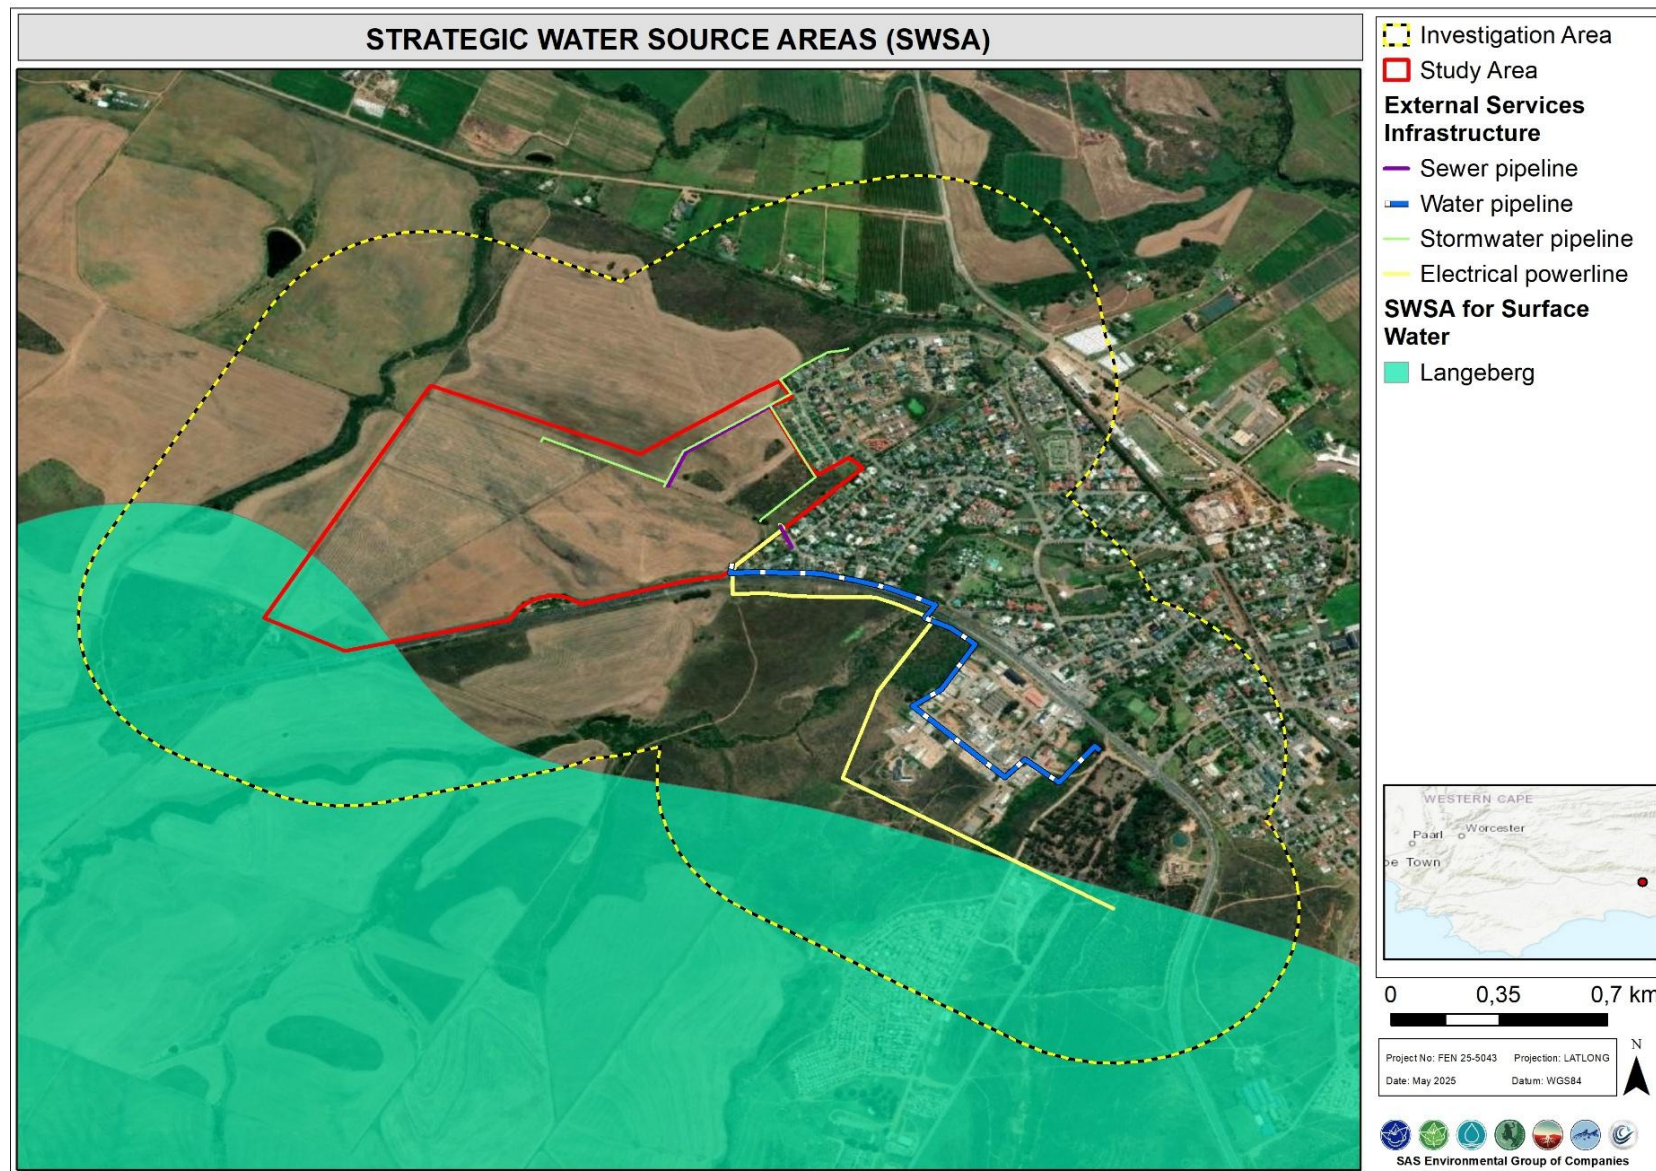 STRATEGIC WATER SOURCE AREAS (SWSA)
Investigation Area
Study Area
External Services
Infrastructure
Sewer pipeline
Water pipeline
Stormwater pipeline
Electrical powerline
SWSA for Surface
Water
Langeberg
WESTERN CAPE
Paarl
Worcester
pe Town
0 0,35 0,7 km
Project No: FEN 25-5043 Projection: LATLONG
Date: May 2025 Datum: WGS84
N
SAS Environmental Group of Companies